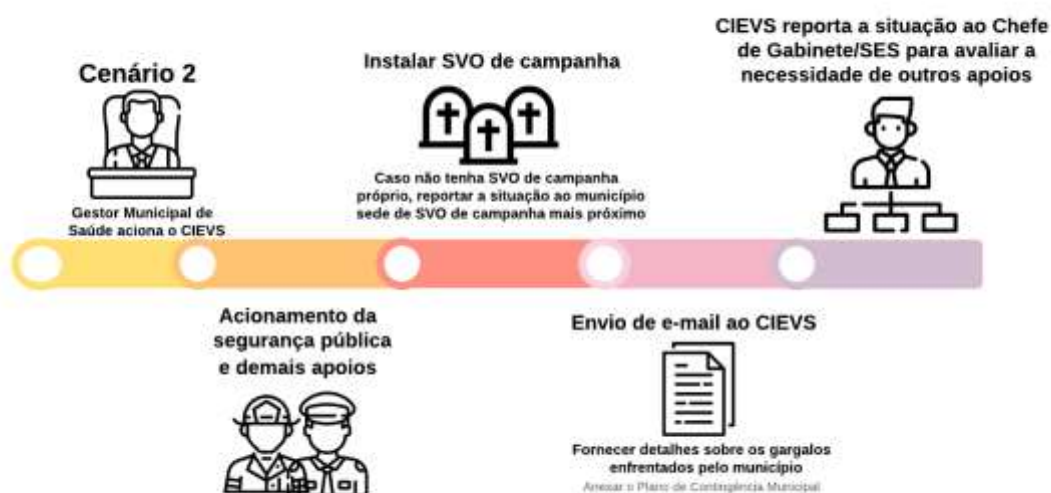 Cenário 2
Gestor Municipal de
Saúde aciona o CIEVS
Acionamento da
segurança pública
e demais apoios
Instalar SVO de campanha
Caso não tenha SVO de campanha
próprio, reportar a situação ao município
sede de SVO de campanha mais próximo
Envio de e-mail ao CIEVS
Fornecer detalhes sobre os gargalos
enfrentados pelo município
Anexar o Plano de Contingência Municipal
CIEVS reporta a situação ao Chefe
de Gabinete/SES para avaliar a
necessidade de outros apoios